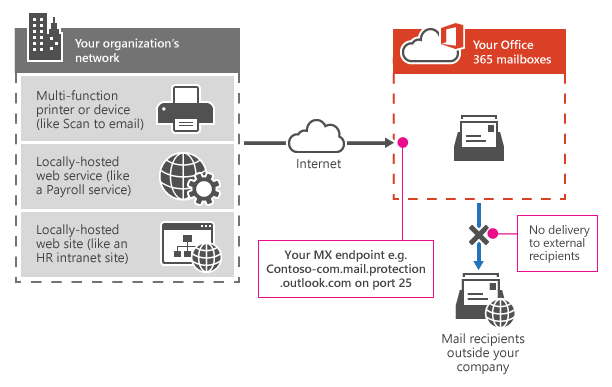 Your organization's
network
Multi-function
printer or device
(like Scan to email)
Locally-hosted
web service (like
a Payroll service)
Locally-hosted
web site (like an
HR intranet site)
Internet
Your Office
365 mailboxes
Your MX endpoint e.g.
Contoso-com.mail.protection
.outlook.com on port 25
No delivery
to external
recipients
Mail recipients
outside your
company